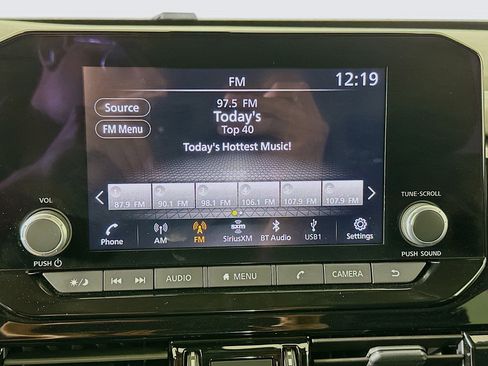 FM
12:19
Source
FM Menu
97.5 FM
Today's
Top 40
Today's Hottest Music!
VOL
TUNE-SCROLL
87.9 FM 90.1 FM 98.1 FM 106.1 FM 107.9 FM 107.9 FM
Phone AM FM SiriusXM BT Audio USB1 Settings
sxm
PUSH
PUSH SOUND
AUDIO MENU CAMERA